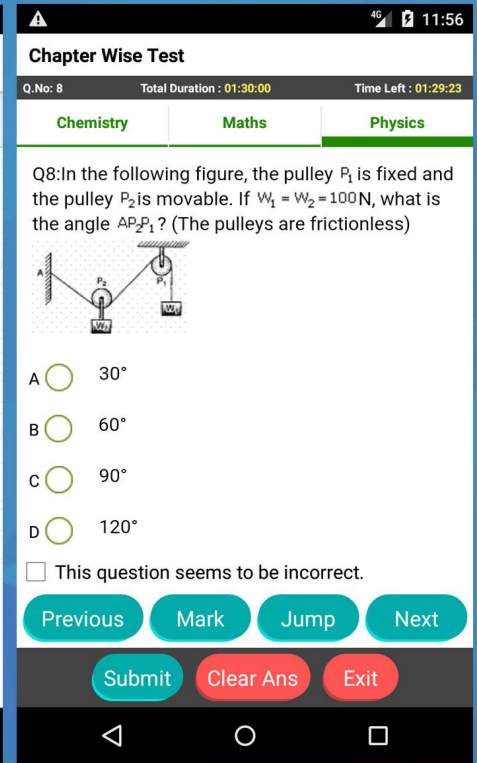 4G 11:56
Chapter Wise Test
Q.No: 8 Total Duration : 01:30:00 Time Left : 01:29:23
Chemistry Maths Physics
Q8:In the following figure, the pulley P₁ is fixed and
the pulley P₂is movable. If W₁ = W₂ = 100N, what is
the angle AP₂P₁ ? (The pulleys are frictionless)
A
P₂
P₁
W₁
W₂
A 30°
B 60°
C 90°
D 120°
This question seems to be incorrect.
Previous Mark Jump Next
Submit Clear Ans Exit